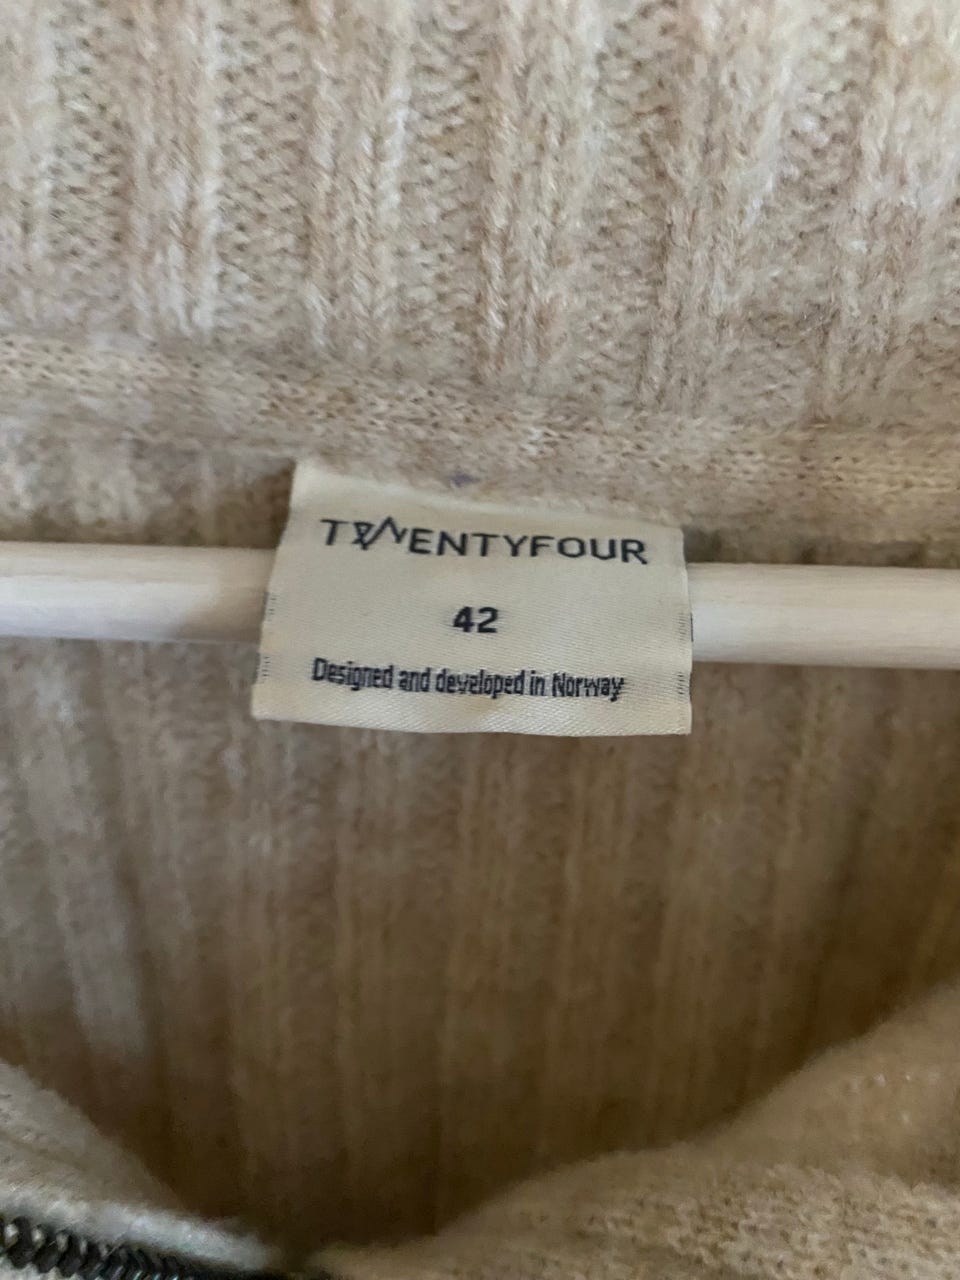 TWENTYFOUR
42
Designed and developed in Norway